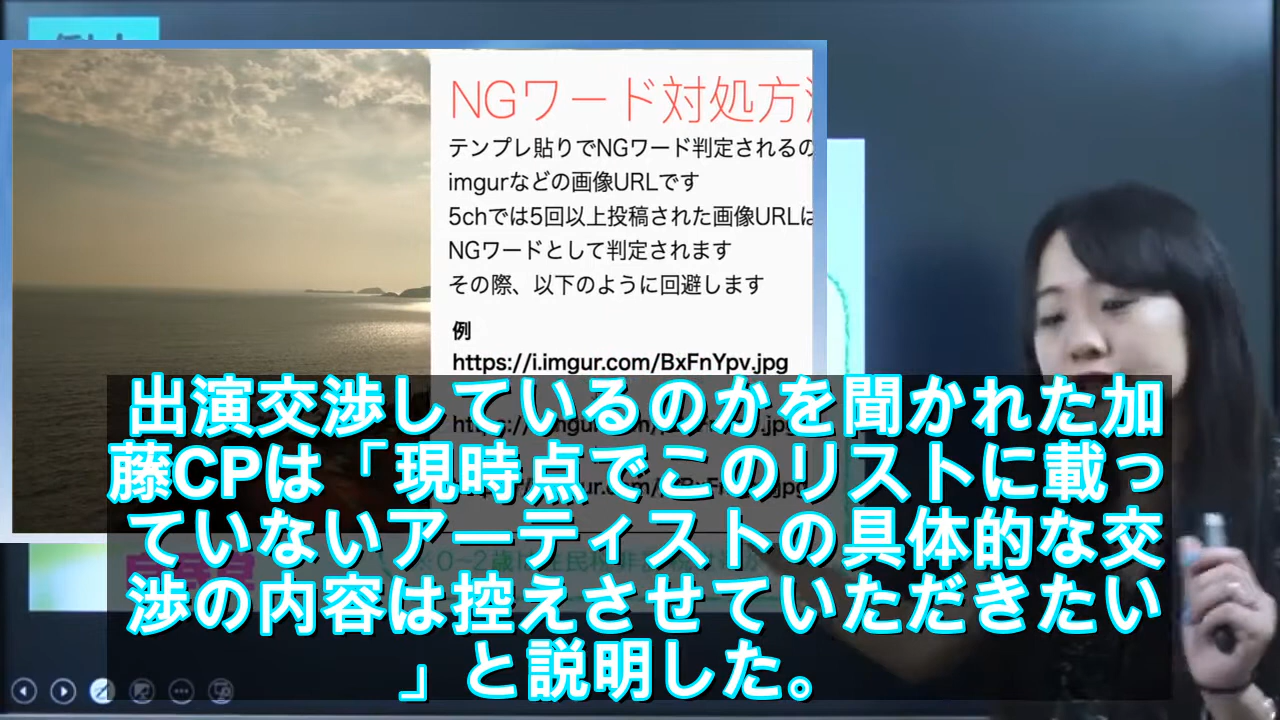 NGワード対処方
テンプレ貼りでNGワード判定されるの
imgurなどの画像URLです
5chでは5回以上投稿された画像URLは
NGワードとして判定されます
その際、以下のように回避します
例
https://i.imgur.com/BxFnYpv.jpg
出演交渉しているのかを聞かれた加
藤CPは「現時点でこのリストに載っ
ていないアーティストの具体的な交
渉の内容は控えさせていただきたい
」と説明した。